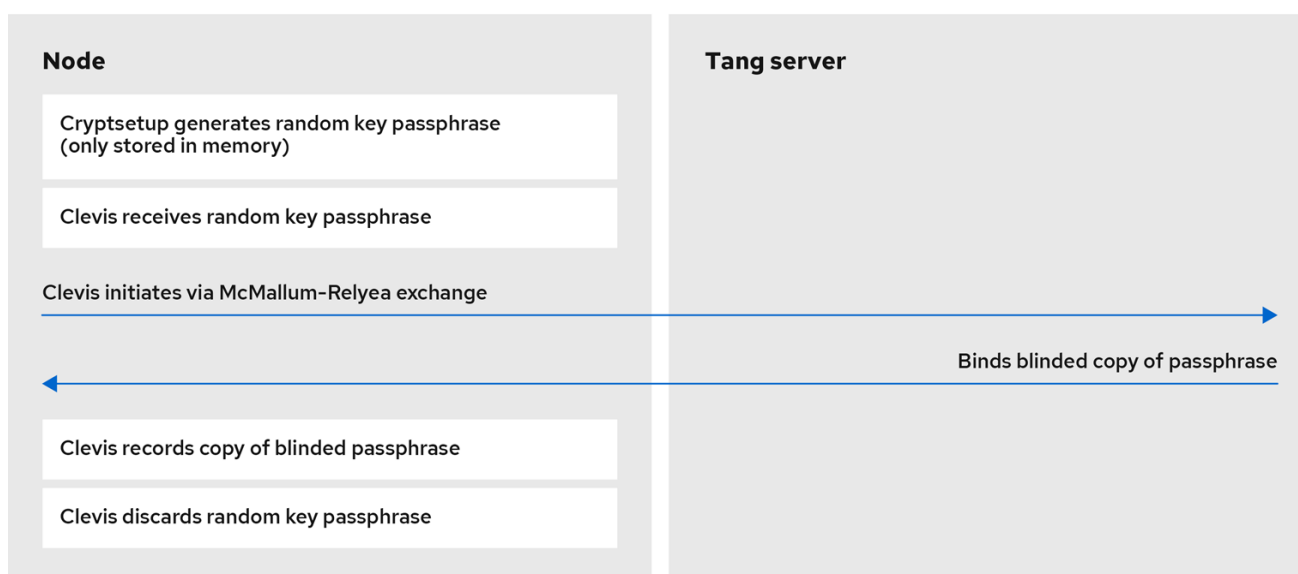 Node
Tang server
Cryptsetup generates random key passphrase
(only stored in memory)
Clevis receives random key passphrase
Clevis initiates via McMallum-Relyea exchange
Binds blinded copy of passphrase
Clevis records copy of blinded passphrase
Clevis discards random key passphrase